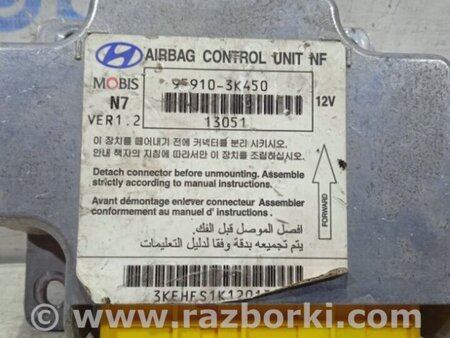 AIRBAG CONTROL UNIT NF
MOBIS
95910-3K450
N7
12V
VER1.2
13051
이 장치를 떼어내기 전에 커넥터를 분리 시키시오.
안내 책자의 지침에 따라서만 이 장치를 조립하십시오.
Detach connector before unmounting. Assemble
strictly according to manual instructions.
FORWARD
Avant démontage enlever connecteur Assembler
conformement au manuel d' instructions.
افصل الموصل قبل الفك.
يتم تجميعه بدقة وفقا لدليل التعليمات
3KEHFS1K1201
© www.razborki.com